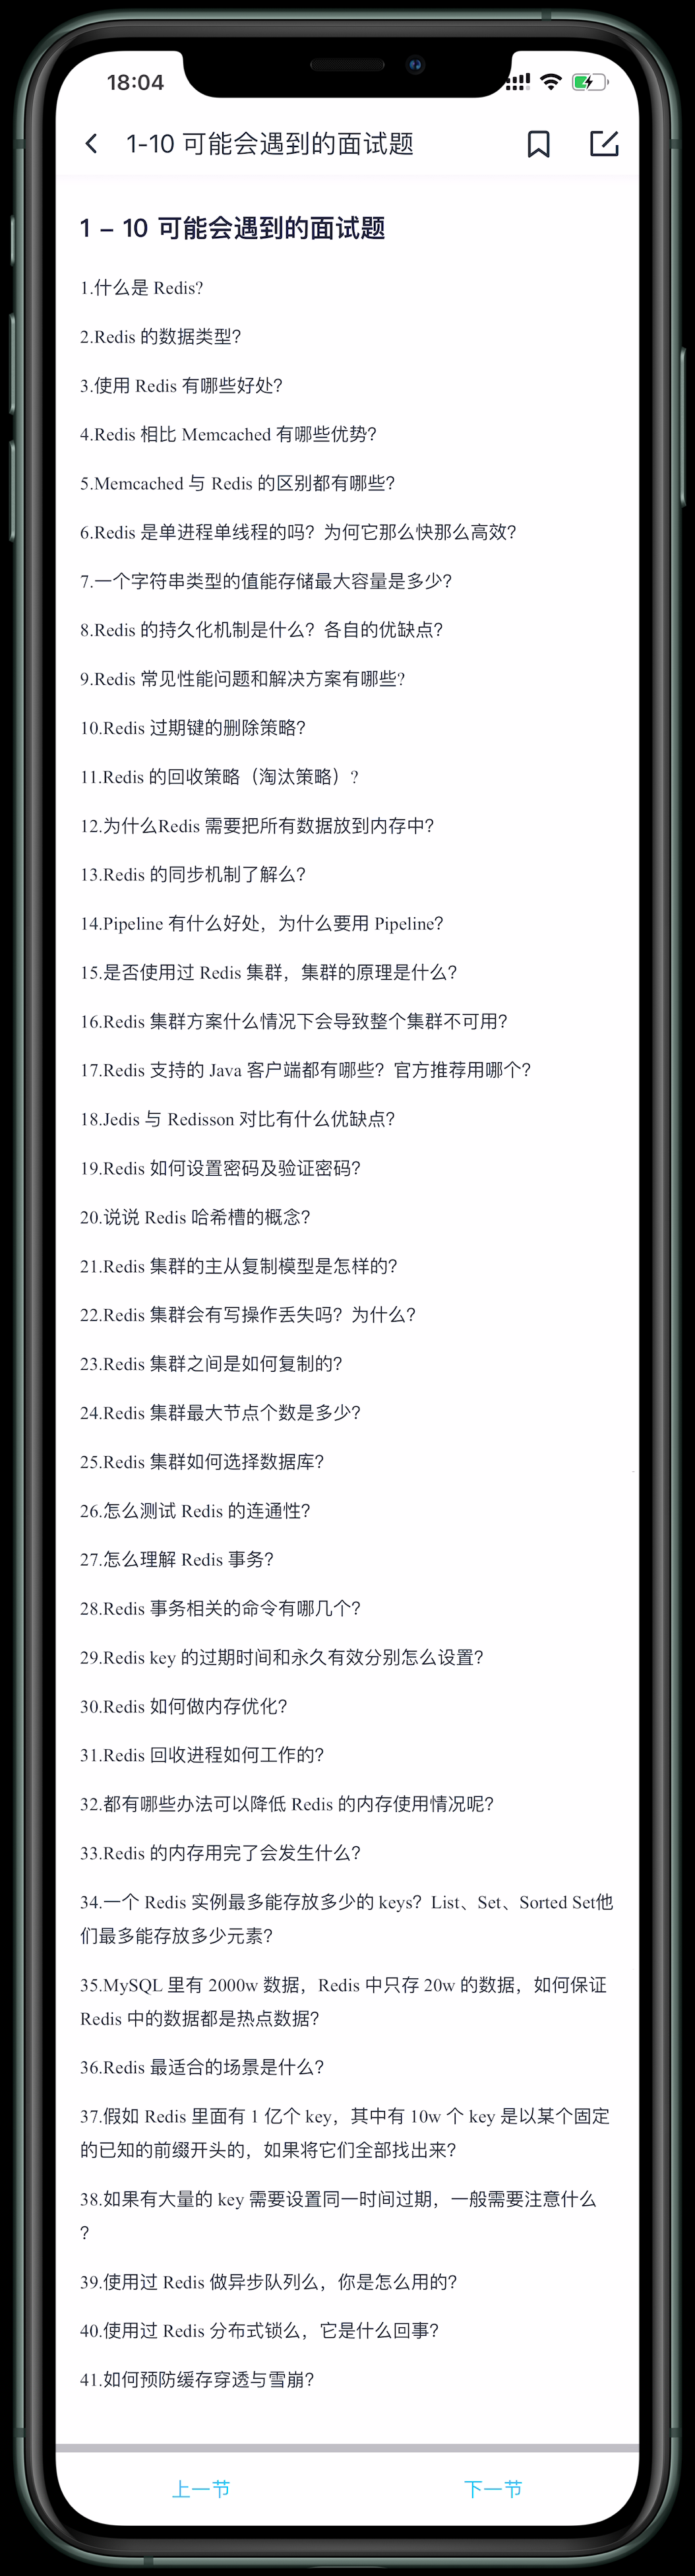 18:04
1-10 可能会遇到的面试题
1 – 10 可能会遇到的面试题
1.什么是 Redis?
2.Redis 的数据类型？
3.使用 Redis 有哪些好处？
4.Redis 相比 Memcached 有哪些优势？
5.Memcached 与 Redis 的区别都有哪些？
6.Redis 是单进程单线程的吗？为何它那么快那么高效？
7.一个字符串类型的值能存储最大容量是多少？
8.Redis 的持久化机制是什么？各自的优缺点？
9.Redis 常见性能问题和解决方案有哪些?
10.Redis 过期键的删除策略？
11.Redis 的回收策略（淘汰策略）?
12.为什么Redis 需要把所有数据放到内存中？
13.Redis 的同步机制了解么？
14.Pipeline 有什么好处，为什么要用 Pipeline？
15.是否使用过 Redis 集群，集群的原理是什么？
16.Redis 集群方案什么情况下会导致整个集群不可用？
17.Redis 支持的 Java 客户端都有哪些？官方推荐用哪个？
18.Jedis 与 Redisson 对比有什么优缺点？
19.Redis 如何设置密码及验证密码？
20.说说 Redis 哈希槽的概念？
21.Redis 集群的主从复制模型是怎样的？
22.Redis 集群会有写操作丢失吗？为什么？
23.Redis 集群之间是如何复制的？
24.Redis 集群最大节点个数是多少？
25.Redis 集群如何选择数据库？
26.怎么测试 Redis 的连通性？
27.怎么理解 Redis 事务？
28.Redis 事务相关的命令有哪几个？
29.Redis key 的过期时间和永久有效分别怎么设置？
30.Redis 如何做内存优化？
31.Redis 回收进程如何工作的？
32.都有哪些办法可以降低 Redis 的内存使用情况呢？
33.Redis 的内存用完了会发生什么？
34.一个 Redis 实例最多能存放多少的 keys？List、Set、Sorted Set他
们最多能存放多少元素？
35.MySQL 里有 2000w 数据，Redis 中只存 20w 的数据，如何保证
Redis 中的数据都是热点数据？
36.Redis 最适合的场景是什么？
37.假如 Redis 里面有 1 亿个 key，其中有 10w 个 key 是以某个固定
的已知的前缀开头的，如果将它们全部找出来？
38.如果有大量的 key 需要设置同一时间过期，一般需要注意什么
？
39.使用过 Redis 做异步队列么，你是怎么用的？
40.使用过 Redis 分布式锁么，它是什么回事？
41.如何预防缓存穿透与雪崩？
上一节 下一节